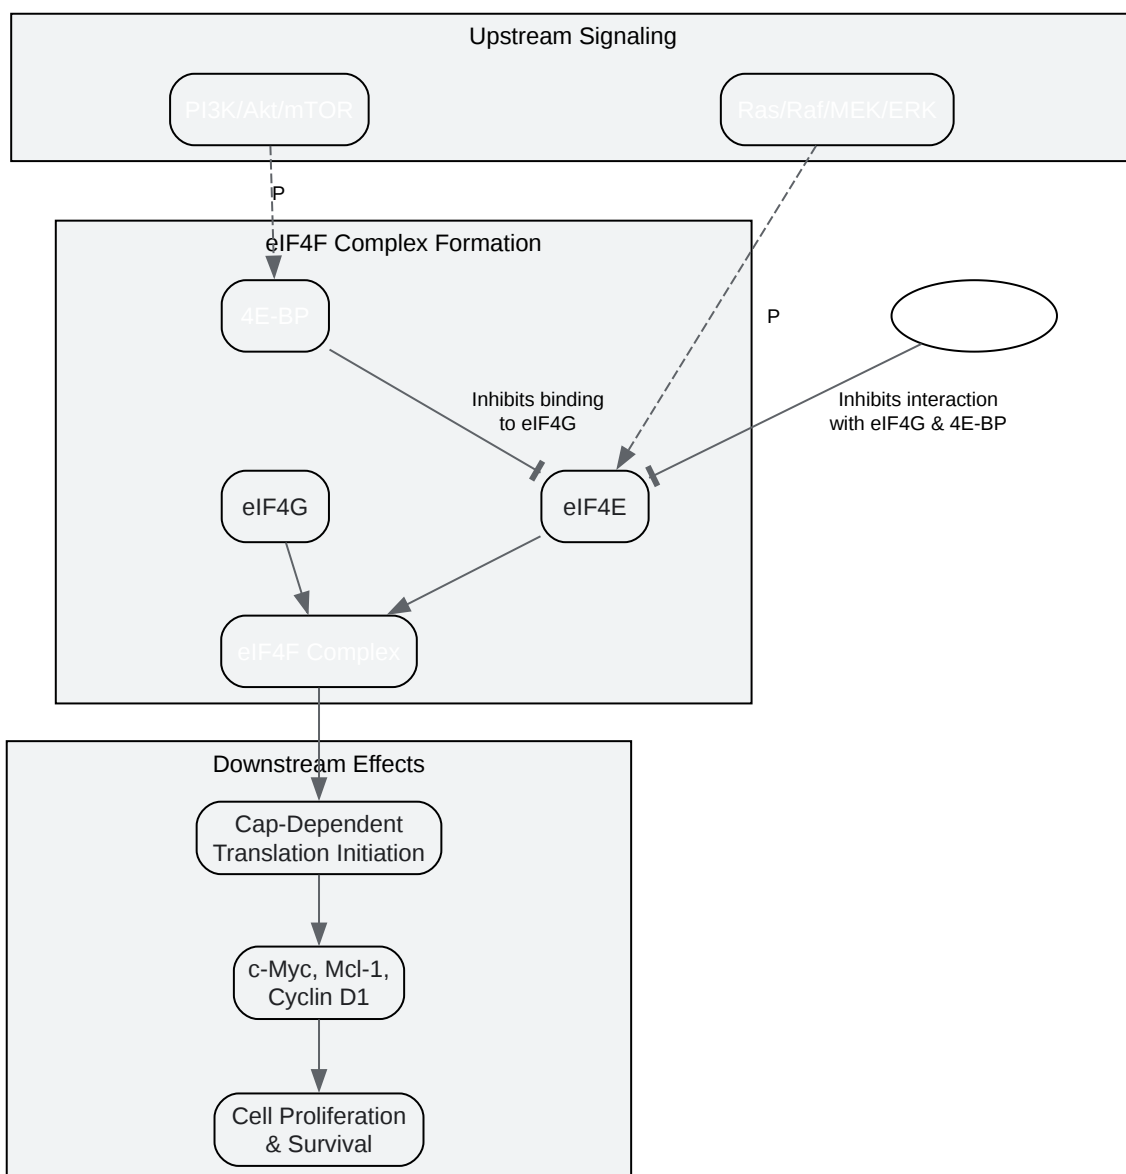 Upstream Signaling
PI3K/Akt/mTOR
Ras/Raf/MEK/ERK
P
eIF4F Complex Formation
4E-BP
P
Inhibits binding
to eIF4G
Inhibits interaction
with eIF4G & 4E-BP
eIF4G
eIF4E
eIF4F Complex
Downstream Effects
Cap-Dependent
Translation Initiation
c-Myc, Mcl-1,
Cyclin D1
Cell Proliferation
& Survival